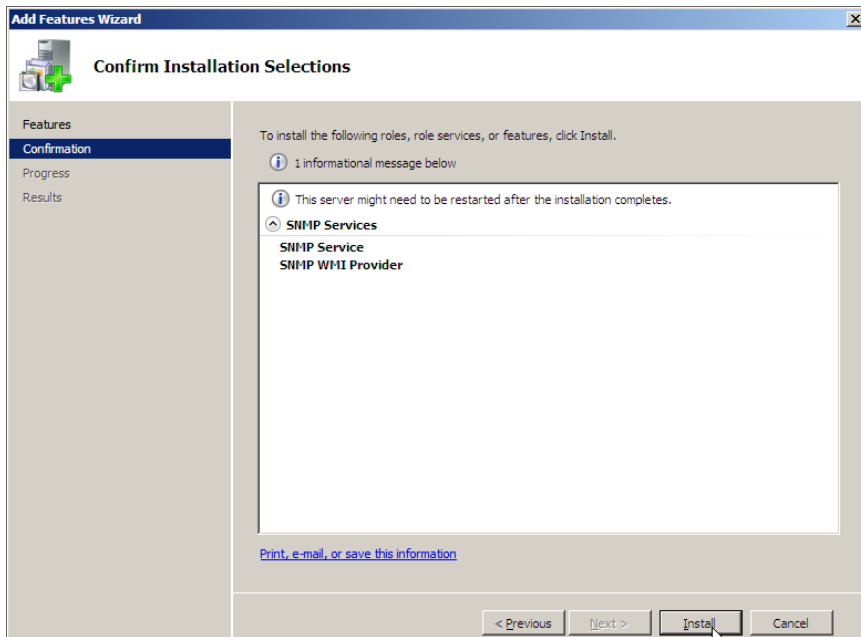 Add Features Wizard
Confirm Installation Selections
Features
Confirmation
Progress
Results
To install the following roles, role services, or features, click Install.
1 informational message below
This server might need to be restarted after the installation completes.
SNMP Services
SNMP Service
SNMP WMI Provider
Print, e-mail, or save this information
< Previous
Next >
Install
Cancel